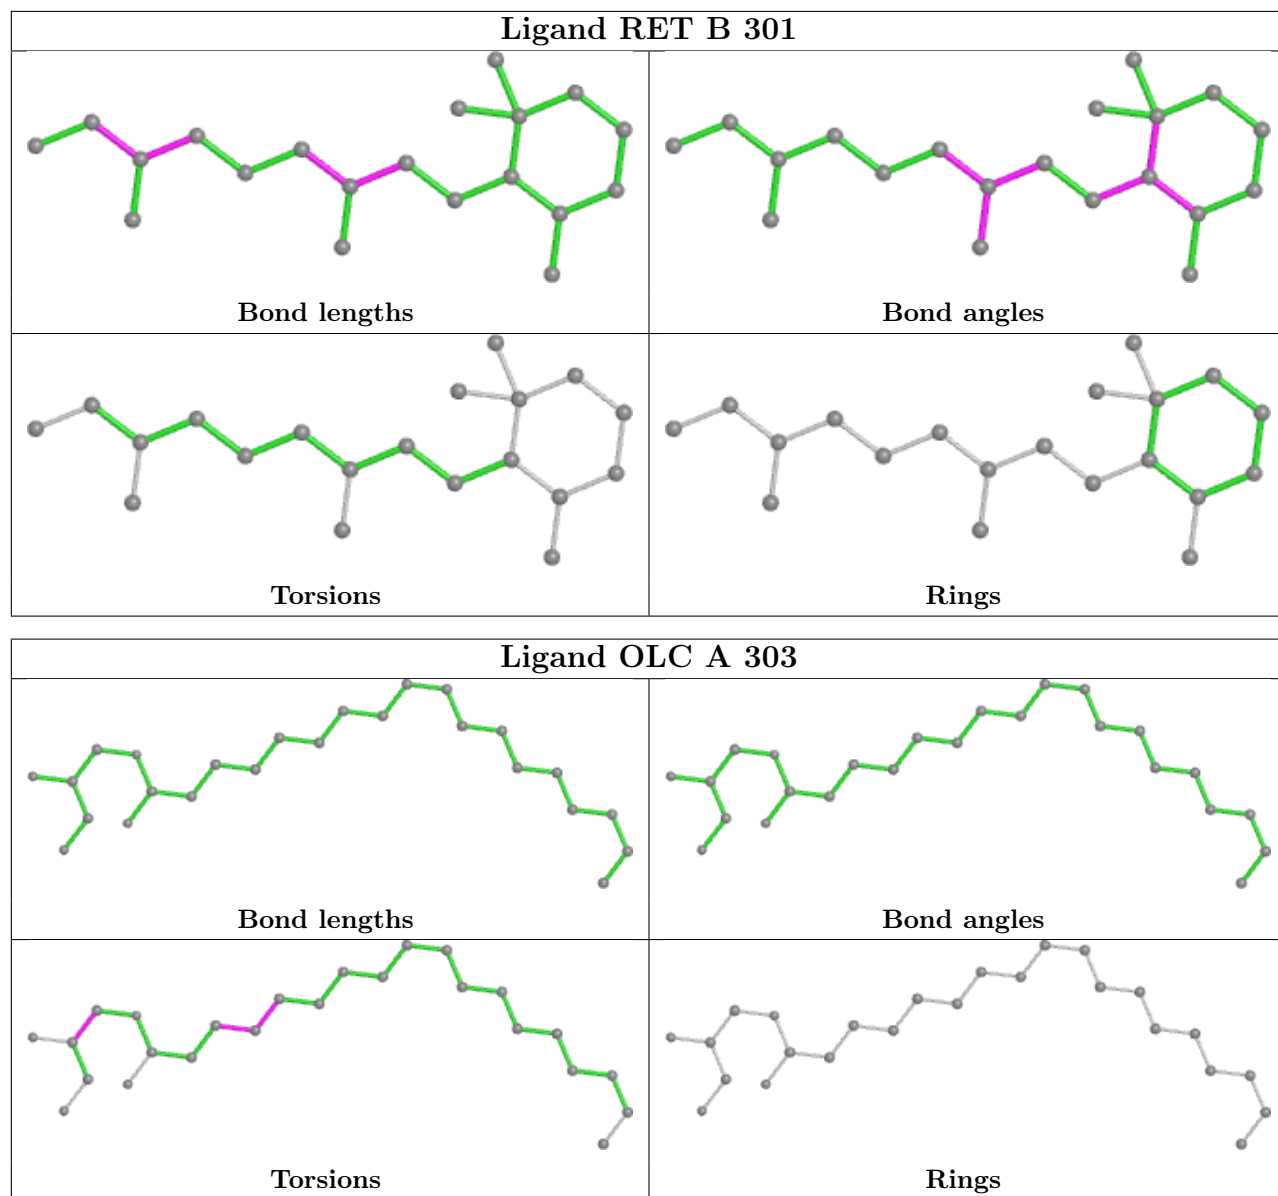 Ligand RET B 301
Bond lengths
Bond angles
Torsions
Rings
Ligand OLC A 303
Bond lengths
Bond angles
Torsions
Rings